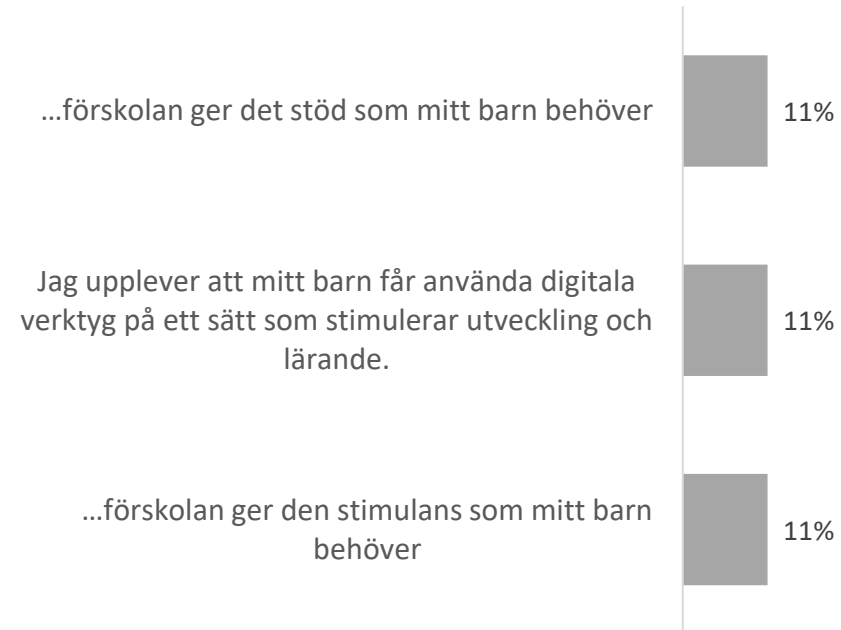 …förskolan ger det stöd som mitt barn behöver
11%
Jag upplever att mitt barn får använda digitala
verktyg på ett sätt som stimulerar utveckling och
lärande.
11%
…förskolan ger den stimulans som mitt barn
behöver
11%